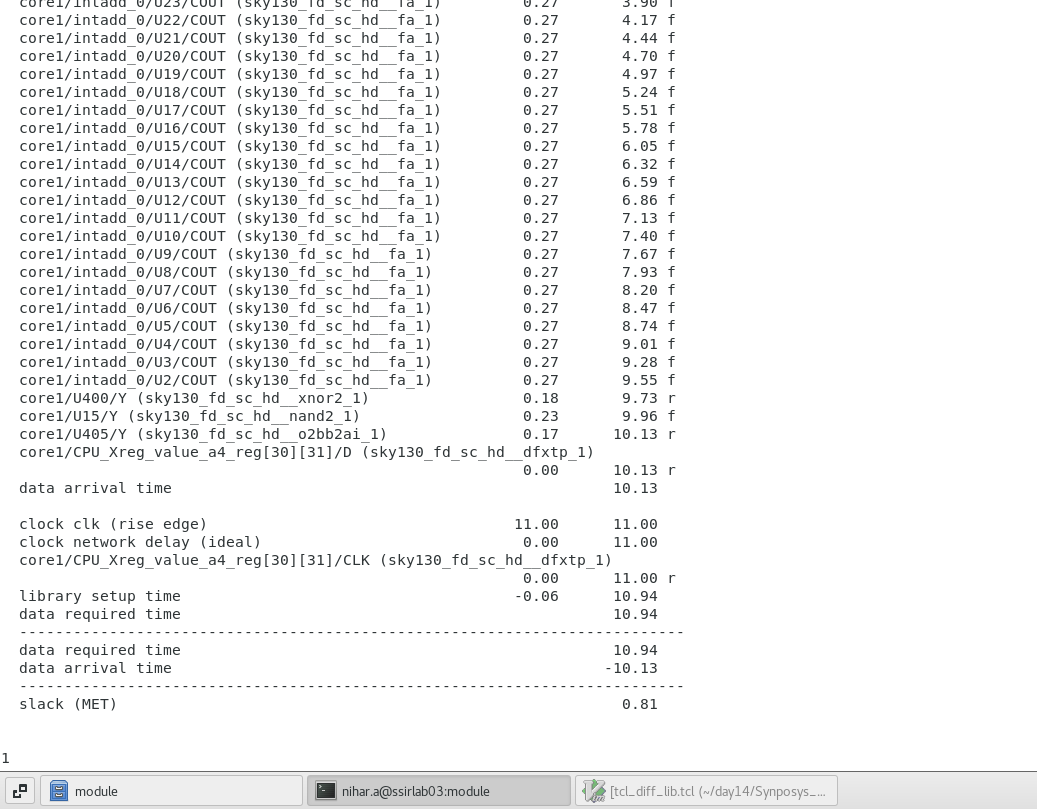 core1/intadd_0/U23/COUT (sky130_fd_sc_hd__fa_1) 0.27 3.90 f
core1/intadd_0/U22/COUT (sky130_fd_sc_hd__fa_1) 0.27 4.17 f
core1/intadd_0/U21/COUT (sky130_fd_sc_hd__fa_1) 0.27 4.44 f
core1/intadd_0/U20/COUT (sky130_fd_sc_hd__fa_1) 0.27 4.70 f
core1/intadd_0/U19/COUT (sky130_fd_sc_hd__fa_1) 0.27 4.97 f
core1/intadd_0/U18/COUT (sky130_fd_sc_hd__fa_1) 0.27 5.24 f
core1/intadd_0/U17/COUT (sky130_fd_sc_hd__fa_1) 0.27 5.51 f
core1/intadd_0/U16/COUT (sky130_fd_sc_hd__fa_1) 0.27 5.78 f
core1/intadd_0/U15/COUT (sky130_fd_sc_hd__fa_1) 0.27 6.05 f
core1/intadd_0/U14/COUT (sky130_fd_sc_hd__fa_1) 0.27 6.32 f
core1/intadd_0/U13/COUT (sky130_fd_sc_hd__fa_1) 0.27 6.59 f
core1/intadd_0/U12/COUT (sky130_fd_sc_hd__fa_1) 0.27 6.86 f
core1/intadd_0/U11/COUT (sky130_fd_sc_hd__fa_1) 0.27 7.13 f
core1/intadd_0/U10/COUT (sky130_fd_sc_hd__fa_1) 0.27 7.40 f
core1/intadd_0/U9/COUT (sky130_fd_sc_hd__fa_1) 0.27 7.67 f
core1/intadd_0/U8/COUT (sky130_fd_sc_hd__fa_1) 0.27 7.93 f
core1/intadd_0/U7/COUT (sky130_fd_sc_hd__fa_1) 0.27 8.20 f
core1/intadd_0/U6/COUT (sky130_fd_sc_hd__fa_1) 0.27 8.47 f
core1/intadd_0/U5/COUT (sky130_fd_sc_hd__fa_1) 0.27 8.74 f
core1/intadd_0/U4/COUT (sky130_fd_sc_hd__fa_1) 0.27 9.01 f
core1/intadd_0/U3/COUT (sky130_fd_sc_hd__fa_1) 0.27 9.28 f
core1/intadd_0/U2/COUT (sky130_fd_sc_hd__fa_1) 0.27 9.55 f
core1/U400/Y (sky130_fd_sc_hd__xnor2_1) 0.18 9.73 r
core1/U15/Y (sky130_fd_sc_hd__nand2_1) 0.23 9.96 f
core1/U405/Y (sky130_fd_sc_hd__o2bb2ai_1) 0.17 10.13 r
core1/CPU_Xreg_value_a4_reg[30][31]/D (sky130_fd_sc_hd__dfxtp_1)
0.00 10.13 r
data arrival time 10.13
clock clk (rise edge) 11.00 11.00
clock network delay (ideal) 0.00 11.00
core1/CPU_Xreg_value_a4_reg[30][31]/CLK (sky130_fd_sc_hd__dfxtp_1)
0.00 11.00 r
library setup time -0.06 10.94
data required time 10.94
--------------------------------------------------------------------------
data required time 10.94
data arrival time -10.13
--------------------------------------------------------------------------
slack (MET) 0.81
1
module
nihar.a@ssirlab03:module
[tcl_diff_lib.tcl (~/day14/Synposys_...